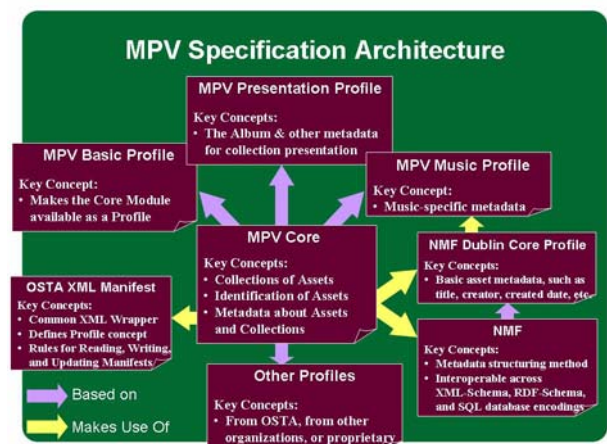 MPV Specification Architecture
MPV Presentation Profile
Key Concepts:
• The Album & other metadata
for collection presentation
MPV Basic Profile
Key Concept:
• Makes the Core Module
available as a Profile
MPV Music Profile
Key Concept:
• Music-specific metadata
MPV Core
Key Concepts:
• Collections of Assets
• Identification of Assets
• Metadata about Assets
and Collections
NMF Dublin Core Profile
Key Concepts:
• Basic asset metadata, such as
title, creator, created date, etc.
OSTA XML Manifest
Key Concepts:
• Common XML Wrapper
• Defines Profile concept
• Rules for Reading, Writing,
and Updating Manifests
NMF
Key Concepts:
• Metadata structuring method
• Interoperable across
XML-Schema, RDF-Schema,
and SQL database encodings
Other Profiles
Key Concepts:
• From OSTA, from other
organizations, or proprietary
Based on
Makes Use Of